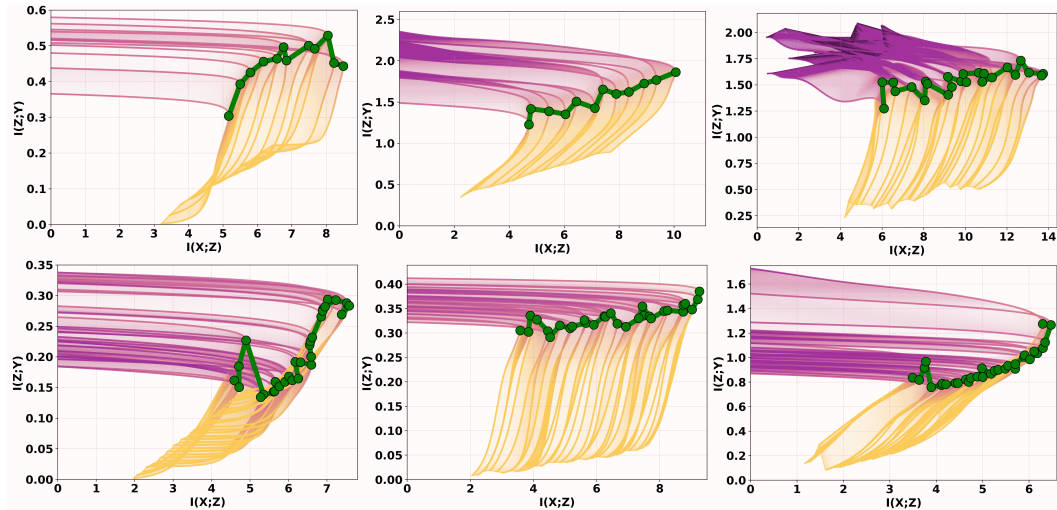 0.6
0.5
0.4
0.3
0.2
0.1
0.0
I(Z;Y)
0 1 2 3 4 5 6 7 8
I(X;Z)
2.5
2.0
1.5
1.0
0.5
0.0
I(Z;Y)
0 2 4 6 8 10
I(X;Z)
2.00
1.75
1.50
1.25
1.00
0.75
0.50
0.25
I(Z;Y)
0 2 4 6 8 10 12 14
I(X;Z)
0.35
0.30
0.25
0.20
0.15
0.10
0.05
0.00
I(Z;Y)
0 1 2 3 4 5 6 7
I(X;Z)
0.40
0.35
0.30
0.25
0.20
0.15
0.10
0.05
0.00
I(Z;Y)
0 2 4 6 8
I(X;Z)
1.6
1.4
1.2
1.0
0.8
0.6
0.4
0.2
0.0
I(Z;Y)
0 1 2 3 4 5 6
I(X;Z)